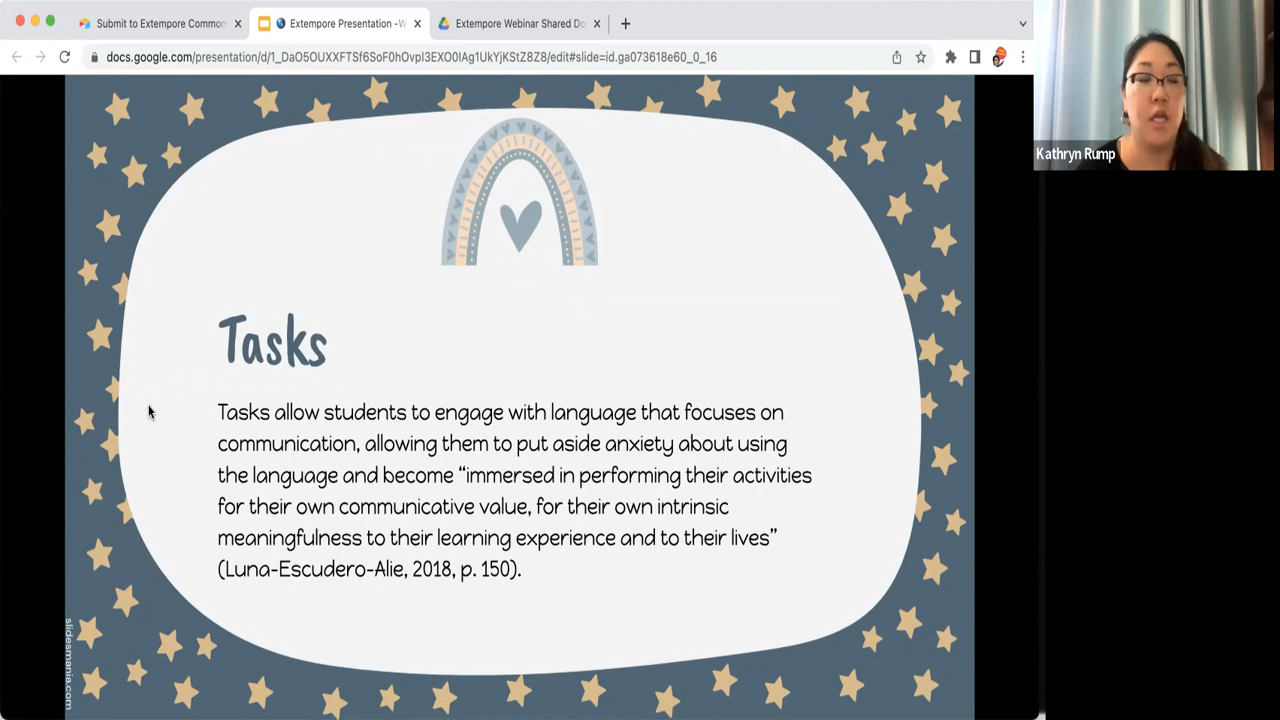 Submit to Extempore Common
Extempore Presentation - W
Extempore Webinar Shared Do
docs.google.com/presentation/d/1_DaO5OUXXFTSf6SoF0hOvpI3EXO0IAg1UkYjKStZ8Z8/edit#slide=id.ga073618e60_0_16
Kathryn Rump
Tasks
Tasks allow students to engage with language that focuses on
communication, allowing them to put aside anxiety about using
the language and become “immersed in performing their activities
for their own communicative value, for their own intrinsic
meaningfulness to their learning experience and to their lives”
(Luna-Escudero-Alie, 2018, p. 150).
slidesmania.com